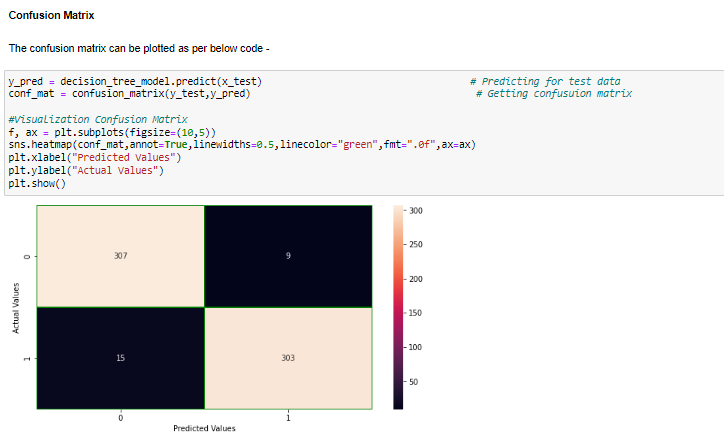 Confusion Matrix
The confusion matrix can be plotted as per below code -
y_pred = decision_tree_model.predict(x_test) # Predicting for test data
conf_mat = confusion_matrix(y_test,y_pred) # Getting confusuion matrix
#Visualization Confusion Matrix
f, ax = plt.subplots(figsize=(10,5))
sns.heatmap(conf_mat,annot=True,linewidths=0.5,linecolor="green",fmt=".0f",ax=ax)
plt.xlabel("Predicted Values")
plt.ylabel("Actual Values")
plt.show()
Actual Values
0
1
307
9
15
303
0
1
Predicted Values
300
250
200
150
100
50